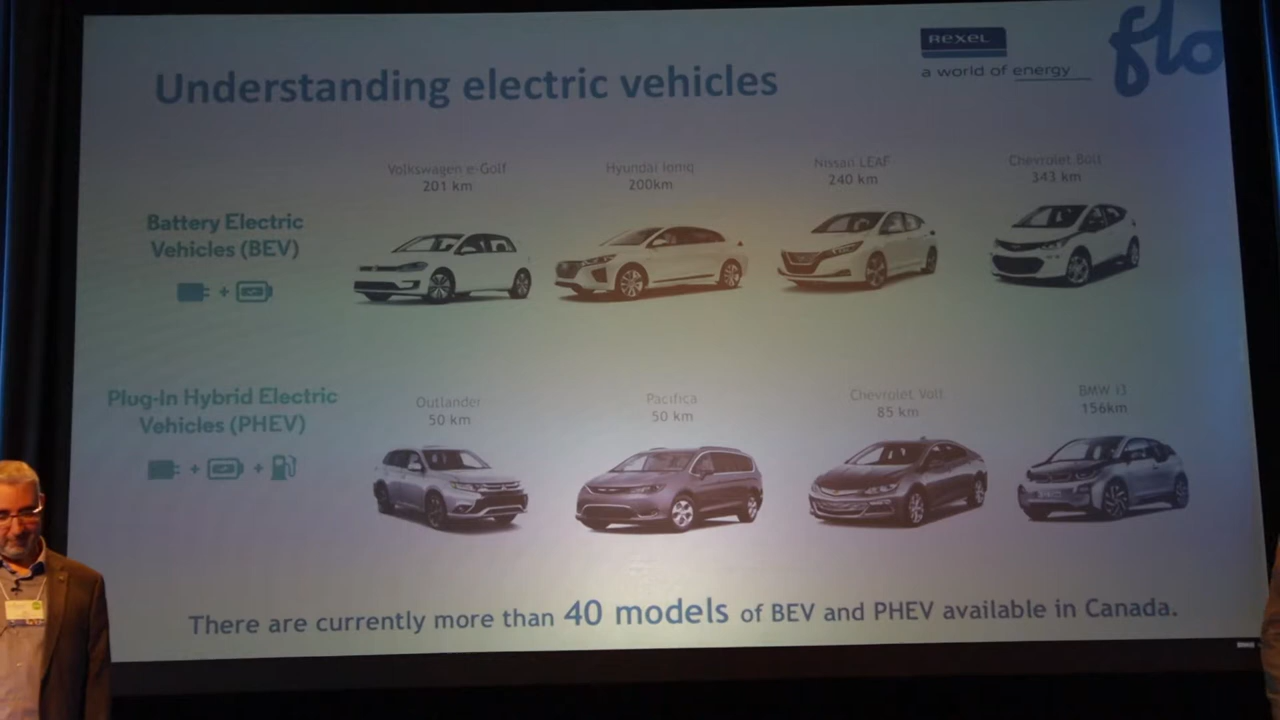 Understanding electric vehicles
REXEL
a world of energy
flo
Volkswagen e-Golf
201 km
Hyundai Ioniq
200km
Nissan LEAF
240 km
Chevrolet Bolt
343 km
Battery Electric
Vehicles (BEV)
Plug-In Hybrid Electric
Vehicles (PHEV)
Outlander
50 km
Pacifica
50 km
Chevrolet Volt
85 km
BMW i3
156km
There are currently more than 40 models of BEV and PHEV available in Canada.